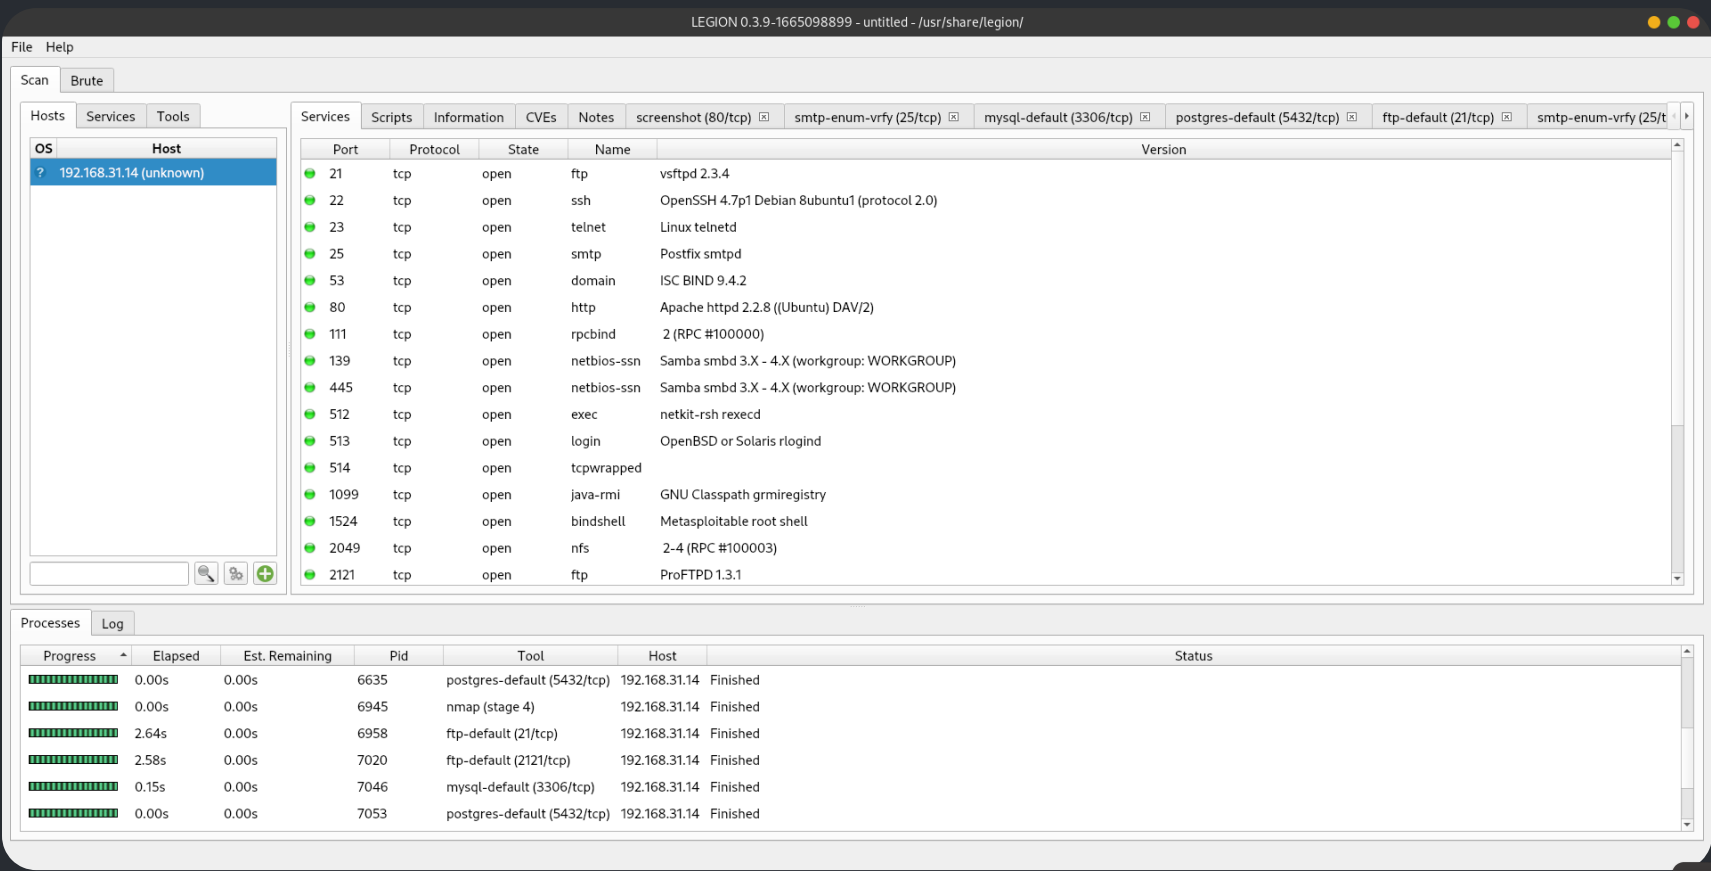 LEGION 0.3.9-1665098899 - untitled - /usr/share/legion/
File Help
Scan Brute
Hosts Services Tools
Services Scripts Information CVEs Notes screenshot (80/tcp) smtp-enum-vrfy (25/tcp) mysql-default (3306/tcp) postgres-default (5432/tcp) ftp-default (21/tcp) smtp-enum-vrfy (25/t
OS Host
? 192.168.31.14 (unknown)
Port Protocol State Name Version
21 tcp open ftp vsftpd 2.3.4
22 tcp open ssh OpenSSH 4.7p1 Debian 8ubuntu1 (protocol 2.0)
23 tcp open telnet Linux telnetd
25 tcp open smtp Postfix smtpd
53 tcp open domain ISC BIND 9.4.2
80 tcp open http Apache httpd 2.2.8 ((Ubuntu) DAV/2)
111 tcp open rpcbind 2 (RPC #100000)
139 tcp open netbios-ssn Samba smbd 3.X - 4.X (workgroup: WORKGROUP)
445 tcp open netbios-ssn Samba smbd 3.X - 4.X (workgroup: WORKGROUP)
512 tcp open exec netkit-rsh rexecd
513 tcp open login OpenBSD or Solaris rlogind
514 tcp open tcpwrapped
1099 tcp open java-rmi GNU Classpath grmiregistry
1524 tcp open bindshell Metasploitable root shell
2049 tcp open nfs 2-4 (RPC #100003)
2121 tcp open ftp ProFTPD 1.3.1
Processes Log
Progress Elapsed Est. Remaining Pid Tool Host Status
0.00s 0.00s 6635 postgres-default (5432/tcp) 192.168.31.14 Finished
0.00s 0.00s 6945 nmap (stage 4) 192.168.31.14 Finished
2.64s 0.00s 6958 ftp-default (21/tcp) 192.168.31.14 Finished
2.58s 0.00s 7020 ftp-default (2121/tcp) 192.168.31.14 Finished
0.15s 0.00s 7046 mysql-default (3306/tcp) 192.168.31.14 Finished
0.00s 0.00s 7053 postgres-default (5432/tcp) 192.168.31.14 Finished